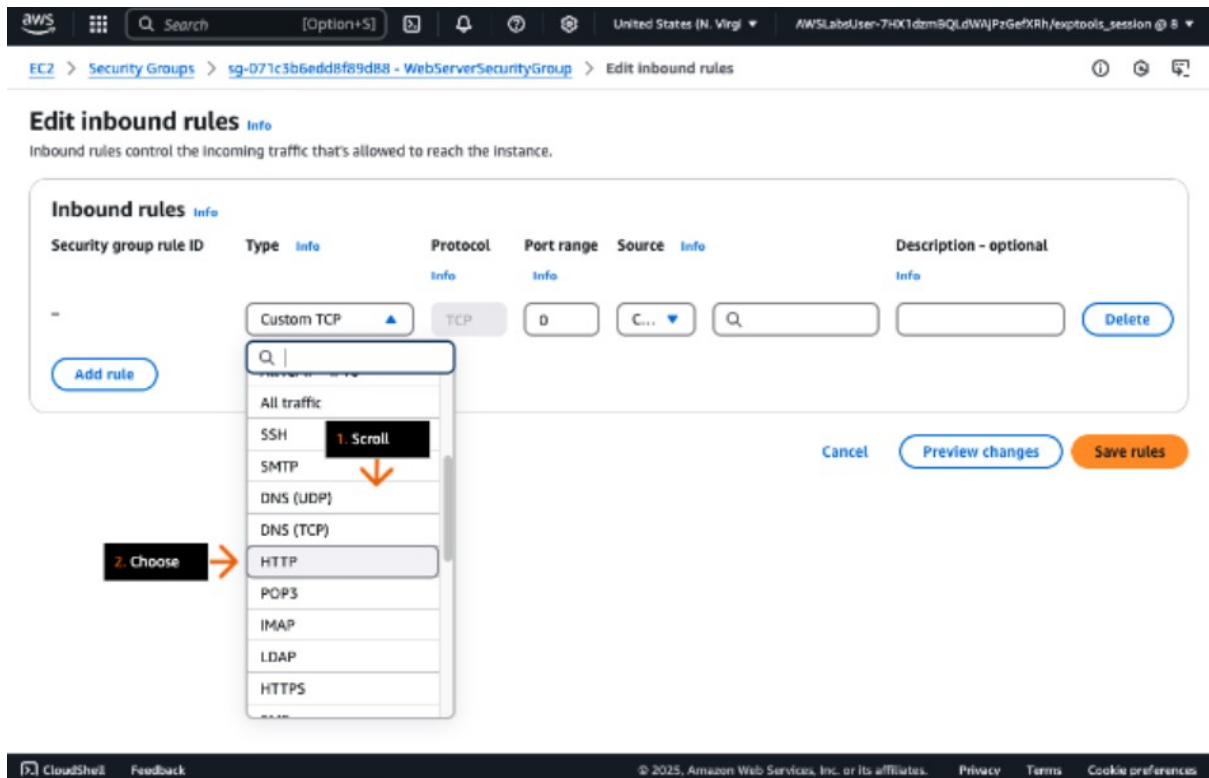 aws Search [Option+S] United States (N. Virgi AWSLabsUser-7HX1dzmBQLdWAJPzGefXRh/exptools_session @ 8
EC2 > Security Groups > sg-071c3b6edd8f89d88 - WebServerSecurityGroup > Edit inbound rules
Edit inbound rules Info
Inbound rules control the incoming traffic that's allowed to reach the instance.
Inbound rules Info
Security group rule ID Type Info Protocol Port range Source Info Description - optional
Info Info Info
- Custom TCP TCP 0 C... Delete
Add rule
All traffic
SSH
1. Scroll
SMTP
Cancel Preview changes Save rules
DNS (UDP)
DNS (TCP)
2. Choose
HTTP
POP3
IMAP
LDAP
HTTPS
CloudShell Feedback © 2025, Amazon Web Services, Inc. or its affiliates. Privacy Terms Cookie preferences